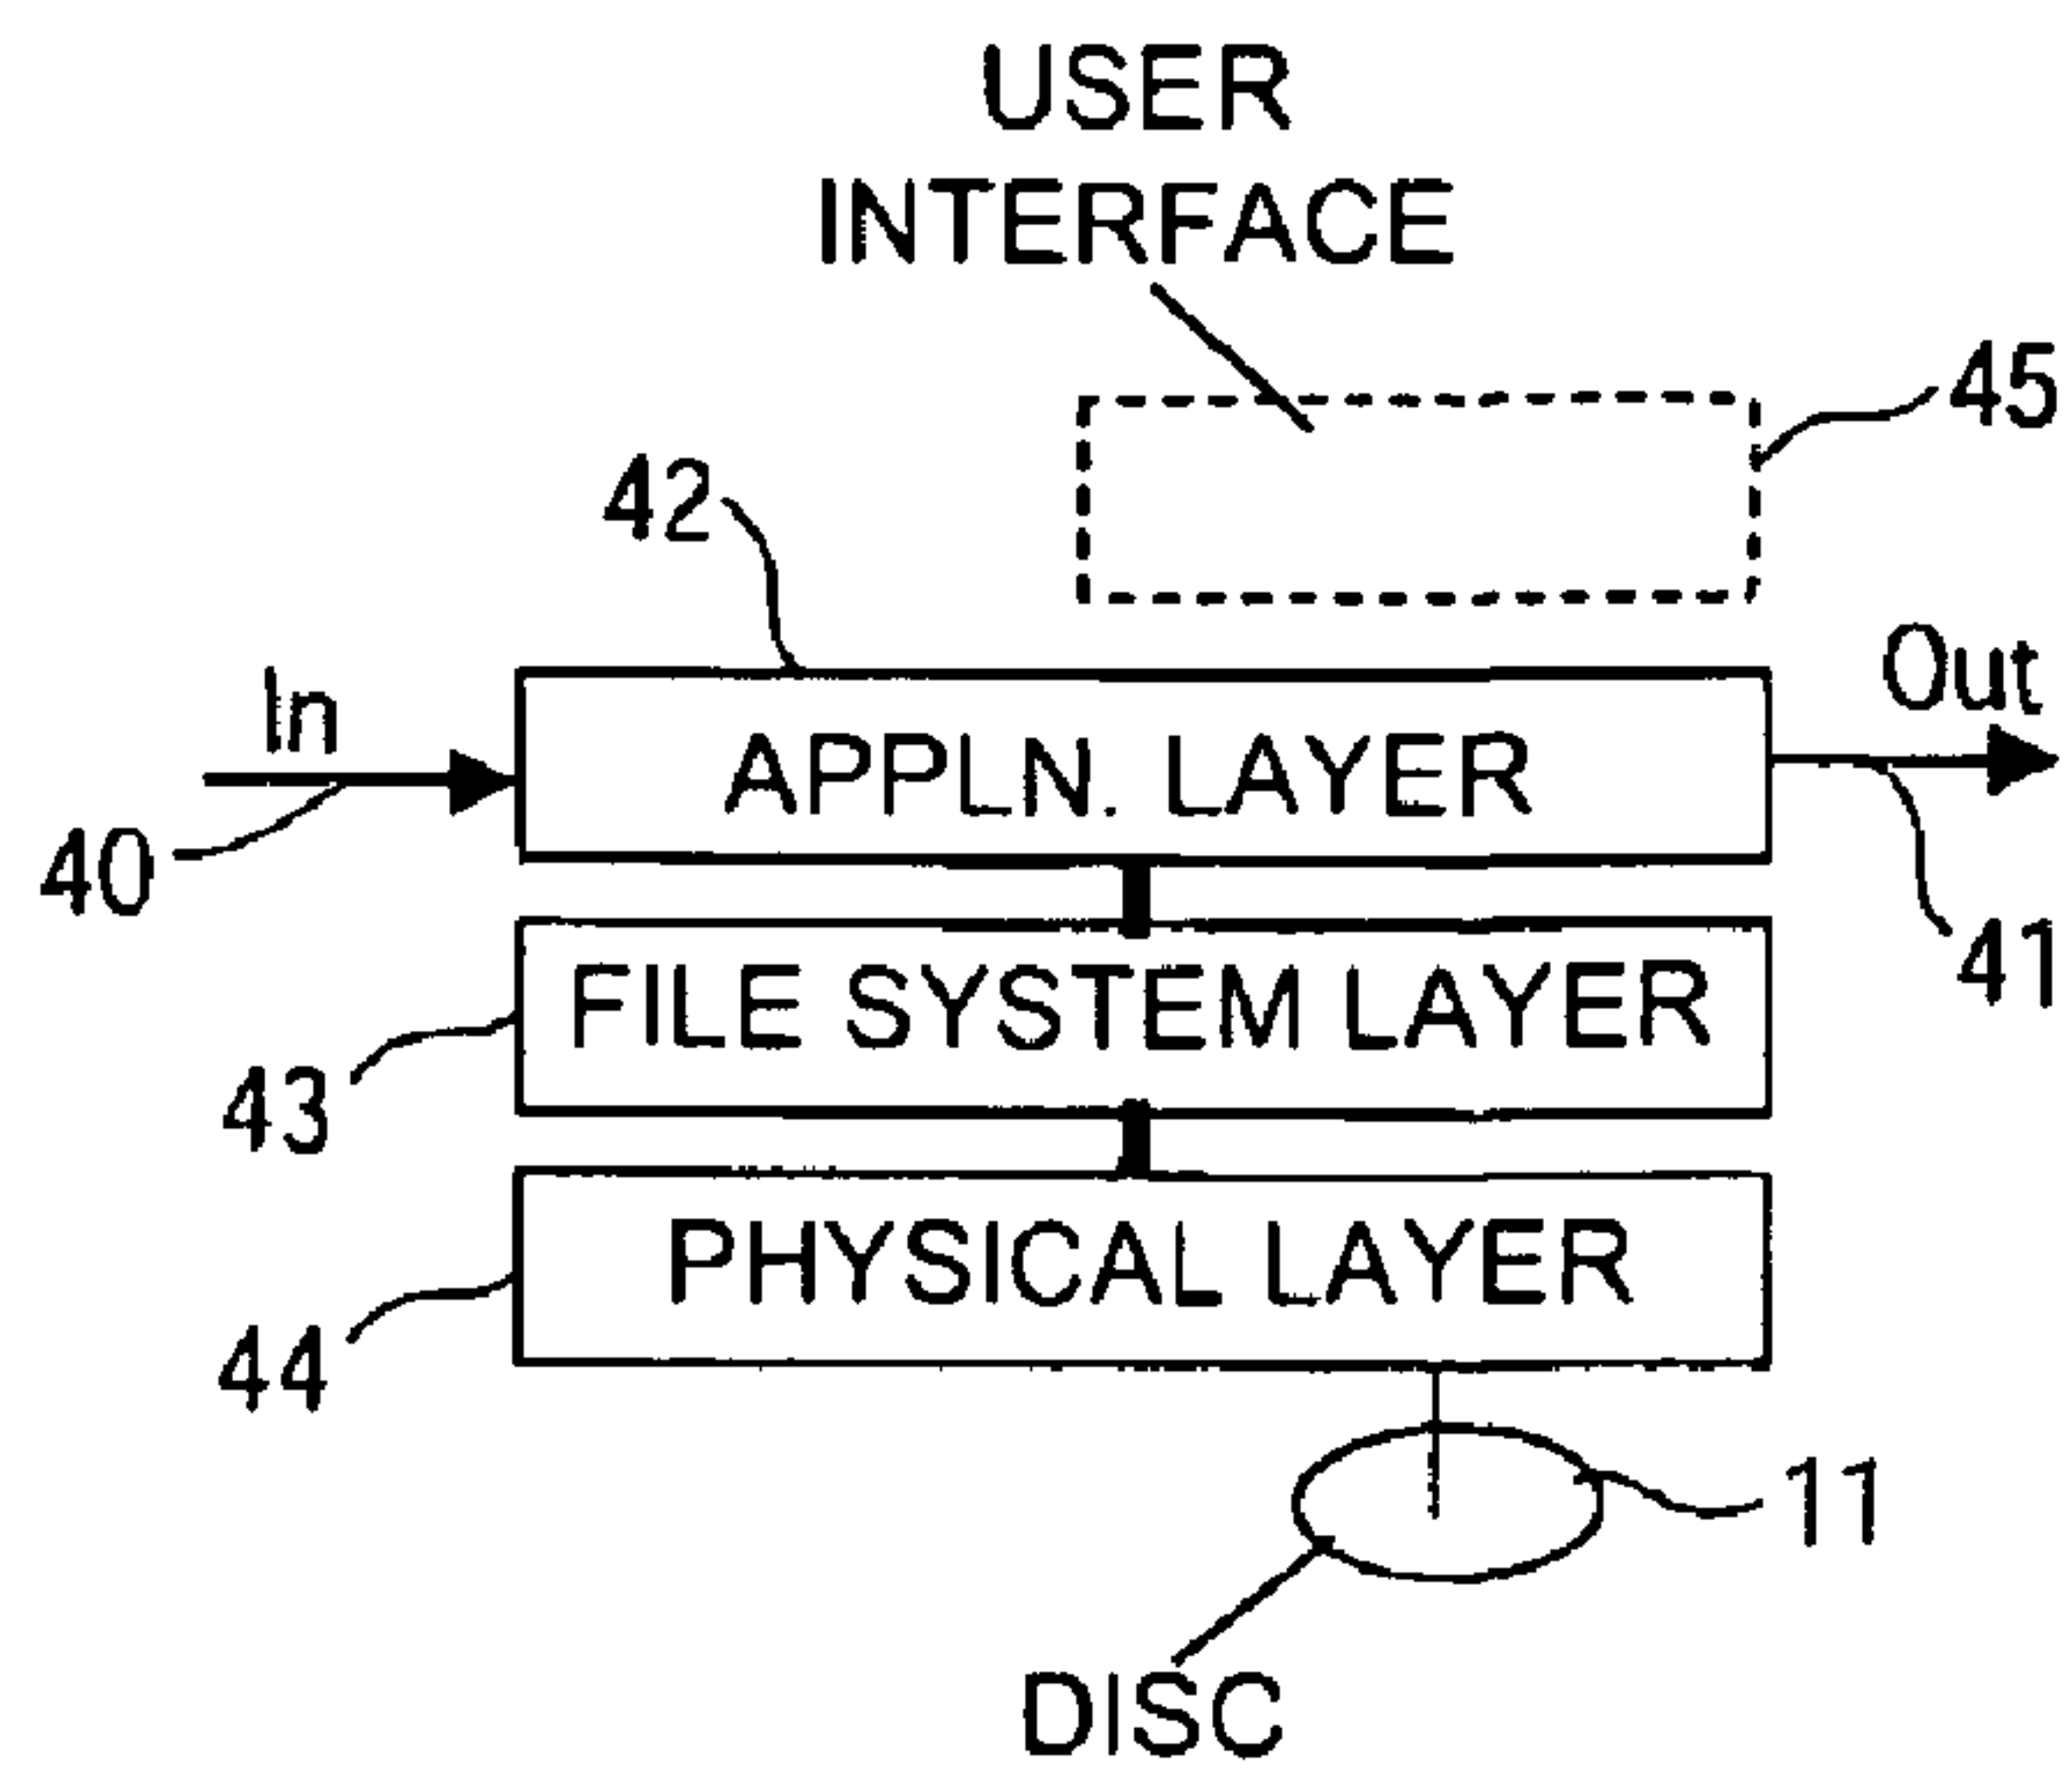 USER
INTERFACE
45
42
In
Out
APPLN. LAYER
40
41
FILE SYSTEM LAYER
43
PHYSICAL LAYER
44
11
DISC